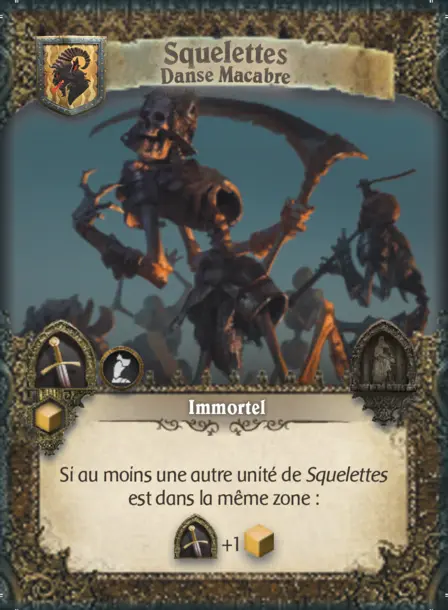 Squelettes
Danse Macabre
Immortel
Si au moins une autre unité de Squelettes
est dans la même zone :
+1